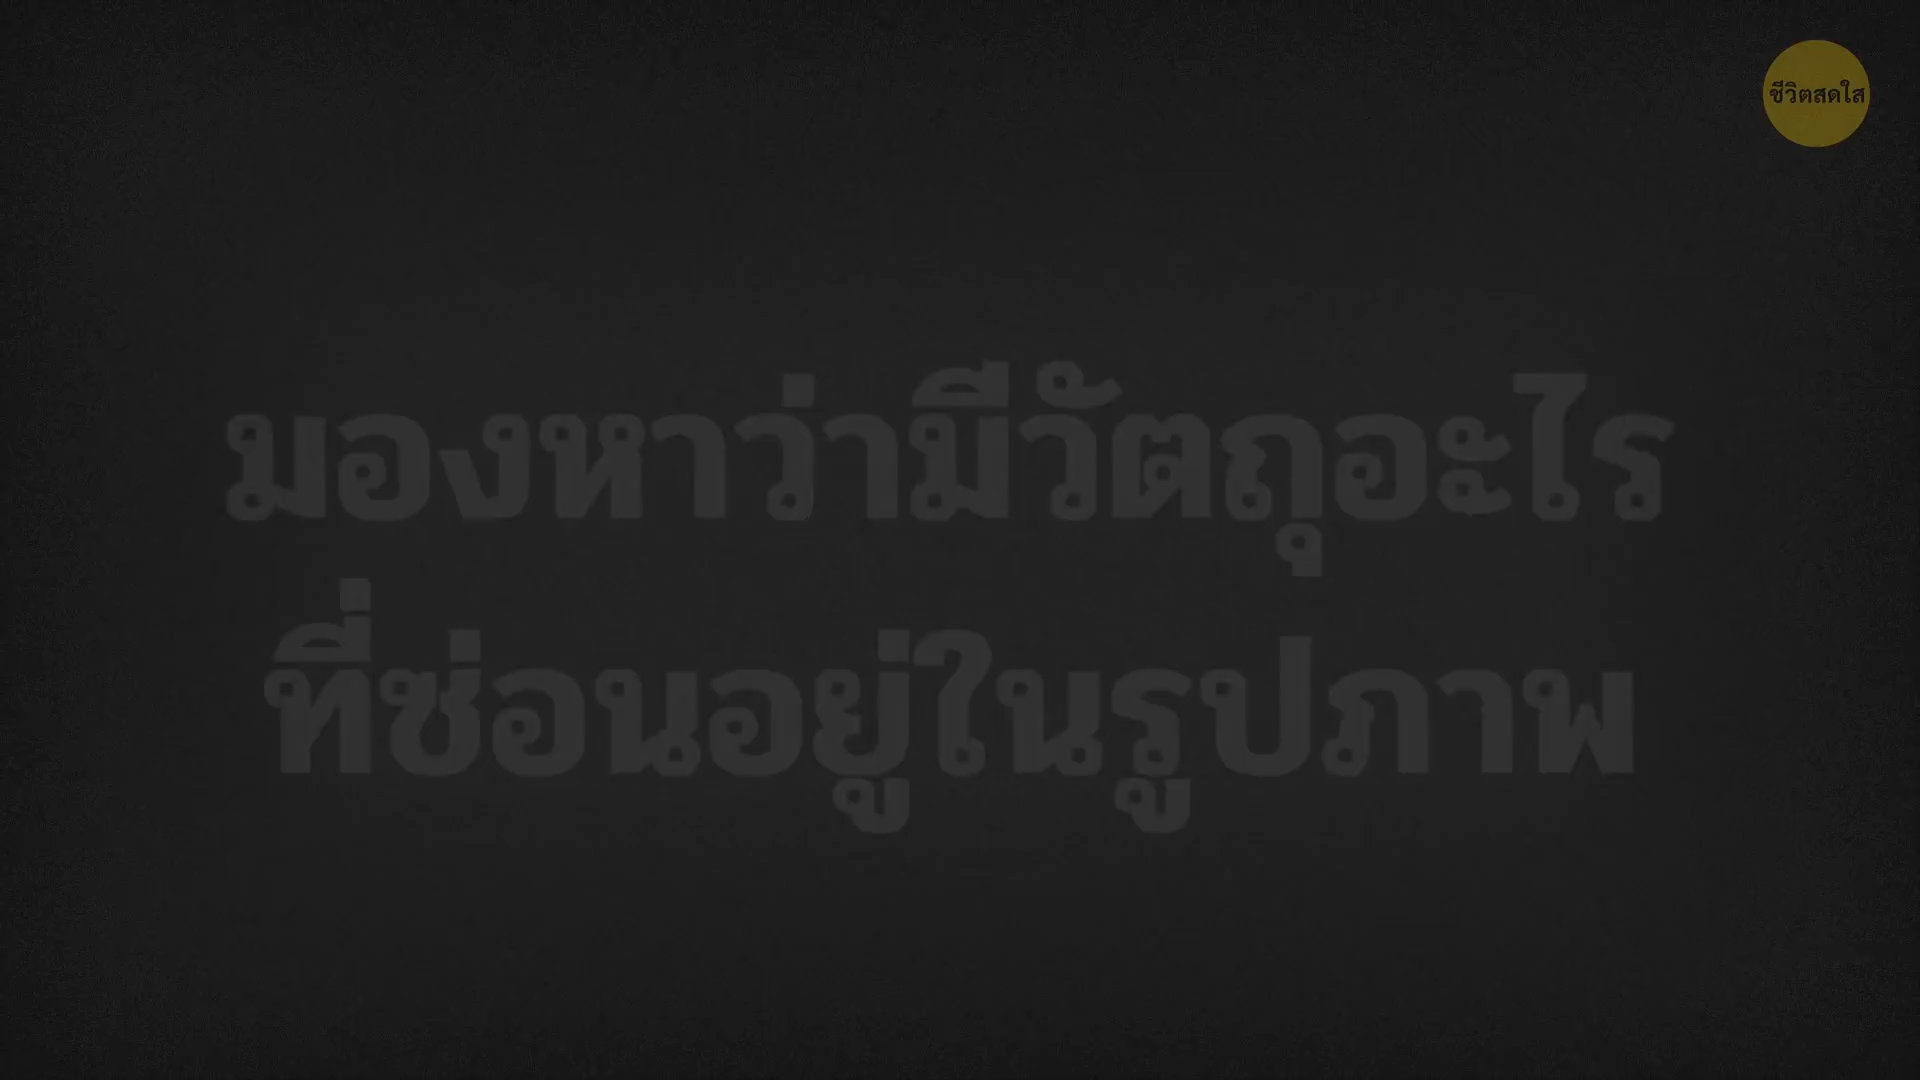 ชีวิตสดใส
มองหาว่ามีวัตถุอะไร
ที่ซ่อนอยู่ในรูปภาพ